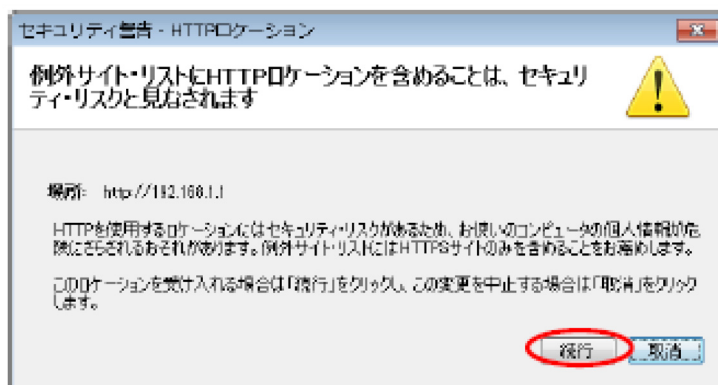 セキュリティ警告 - HTTPロケーション
例外サイト・リストにHTTPロケーションを含めることは、セキュリ
ティ・リスクと見なされます
場所: http://192.168.1.1
HTTPを使用するロケーションにはセキュリティ・リスクがあるため、お使いのコンピュータの個人情報が危
険にさらされるおそれがあります。例外サイト・リストにはHTTPSサイトのみを含めることをお薦めします。
このロケーションを受け入れる場合は「続行」をクリックし、この変更を中止する場合は「取消」をクリック
します。
続行 取消